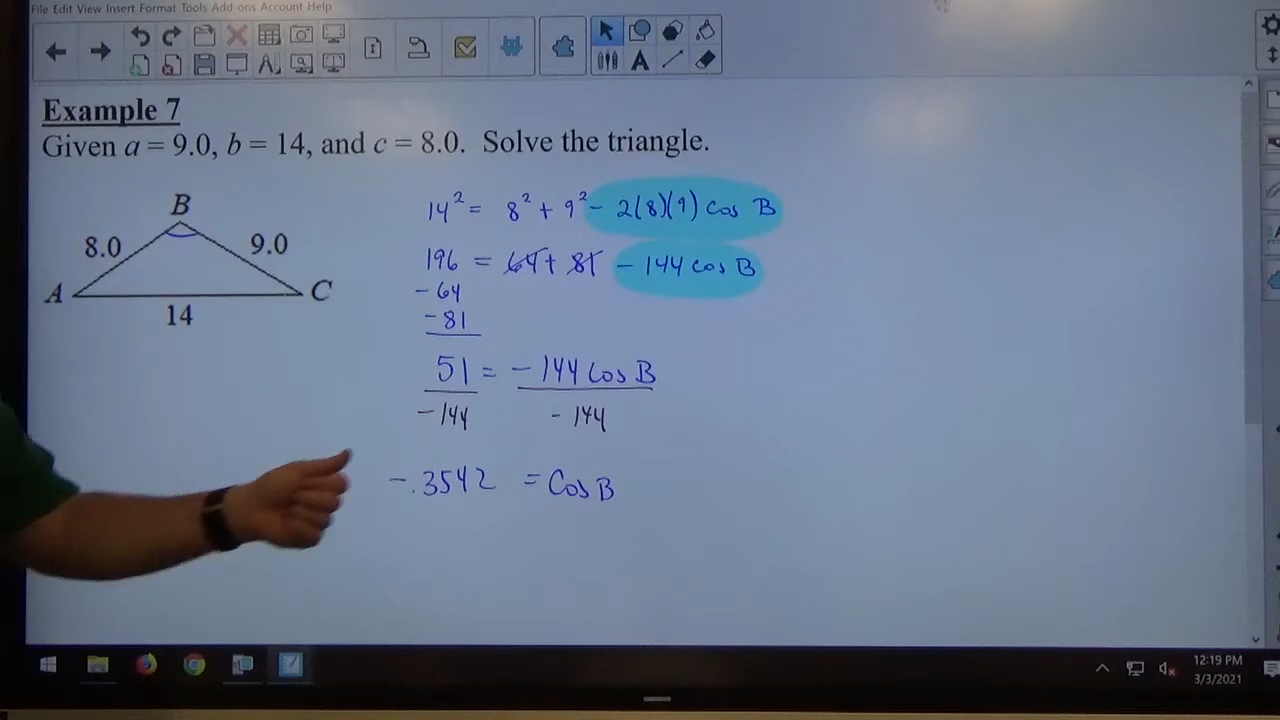 File Edit View Insert Format Tools Add-ons Account Help
Example 7
Given a = 9.0, b = 14, and c = 8.0. Solve the triangle.
B
8.0
9.0
A
C
14
14² = 8² + 9² - 2(8)(9) cos B
196 = 64 + 81 - 144 cos B
- 64
- 81
51 = - 144 cos B
- 144 - 144
- .3542 = Cos B
12:19 PM
3/3/2021